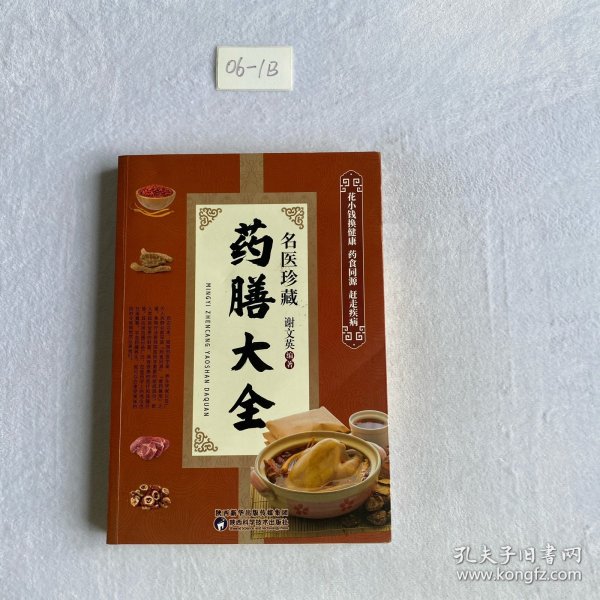 06-1B
花小钱换健康 药食同源 赶走疾病
名医珍藏
药膳大全
MINGYI ZHENCANG YAOSHAN DAQUAN
谢文英 编著
陕西新华出版传媒集团
陕西科学技术出版社
孔夫子旧书网
www.kongfz.com